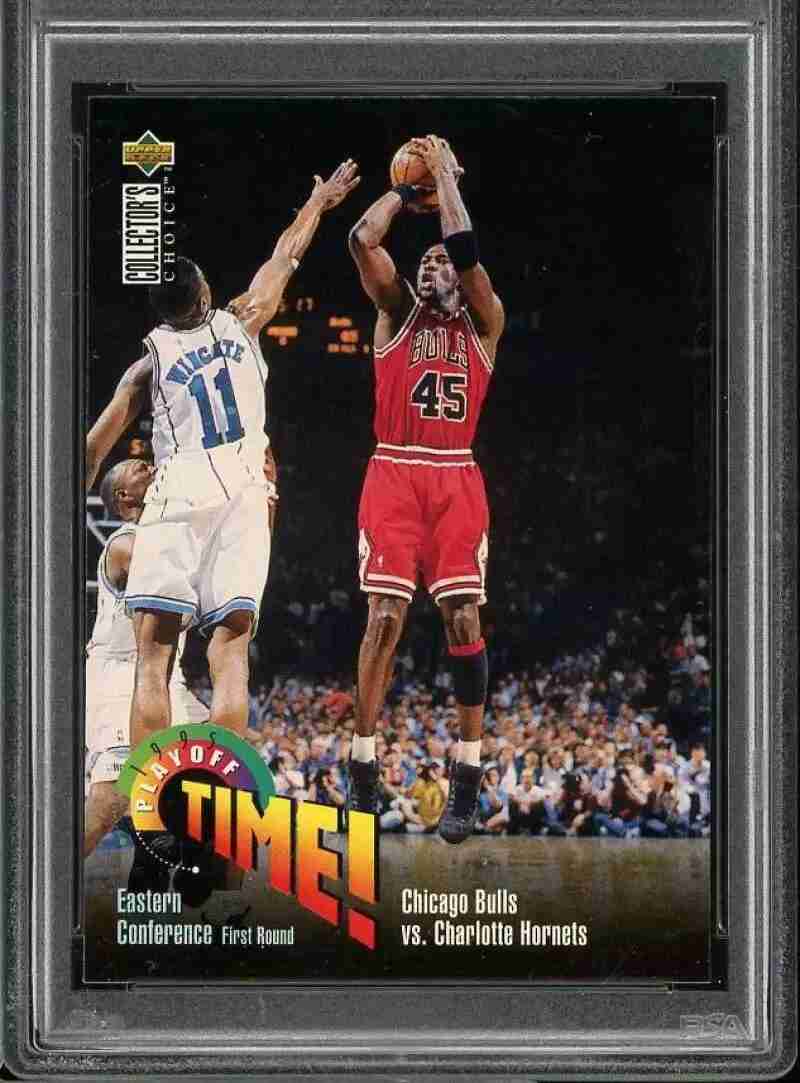 UPPER
DECK
COLLECTOR'S
CHOICE™
WINGATE
11
BULLS
45
1995
PLAYOFF
TIME!
Eastern
Conference First Round
Chicago Bulls
vs. Charlotte Hornets
PSA